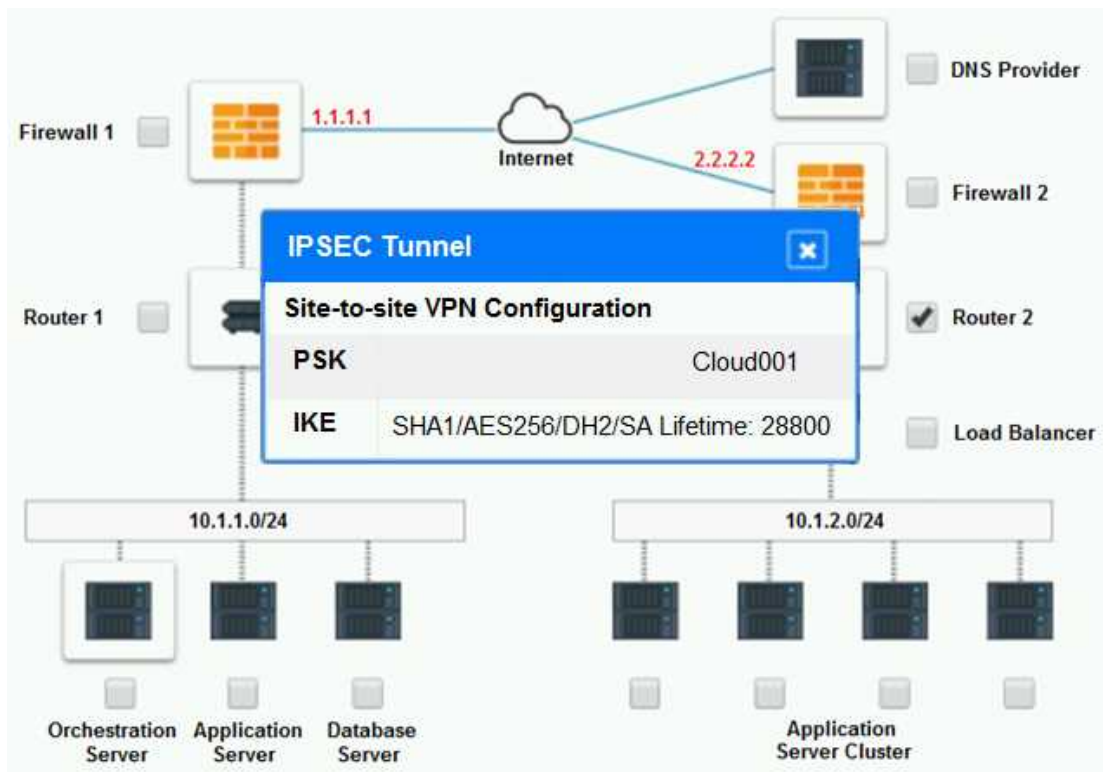 DNS Provider
Firewall 1
1.1.1.1
Internet
2.2.2.2
Firewall 2
IPSEC Tunnel
Site-to-site VPN Configuration
Router 1
Router 2
PSK
Cloud001
IKE
SHA1/AES256/DH2/SA Lifetime: 28800
Load Balancer
10.1.1.0/24
10.1.2.0/24
Orchestration
Server
Application
Server
Database
Server
Application
Server Cluster